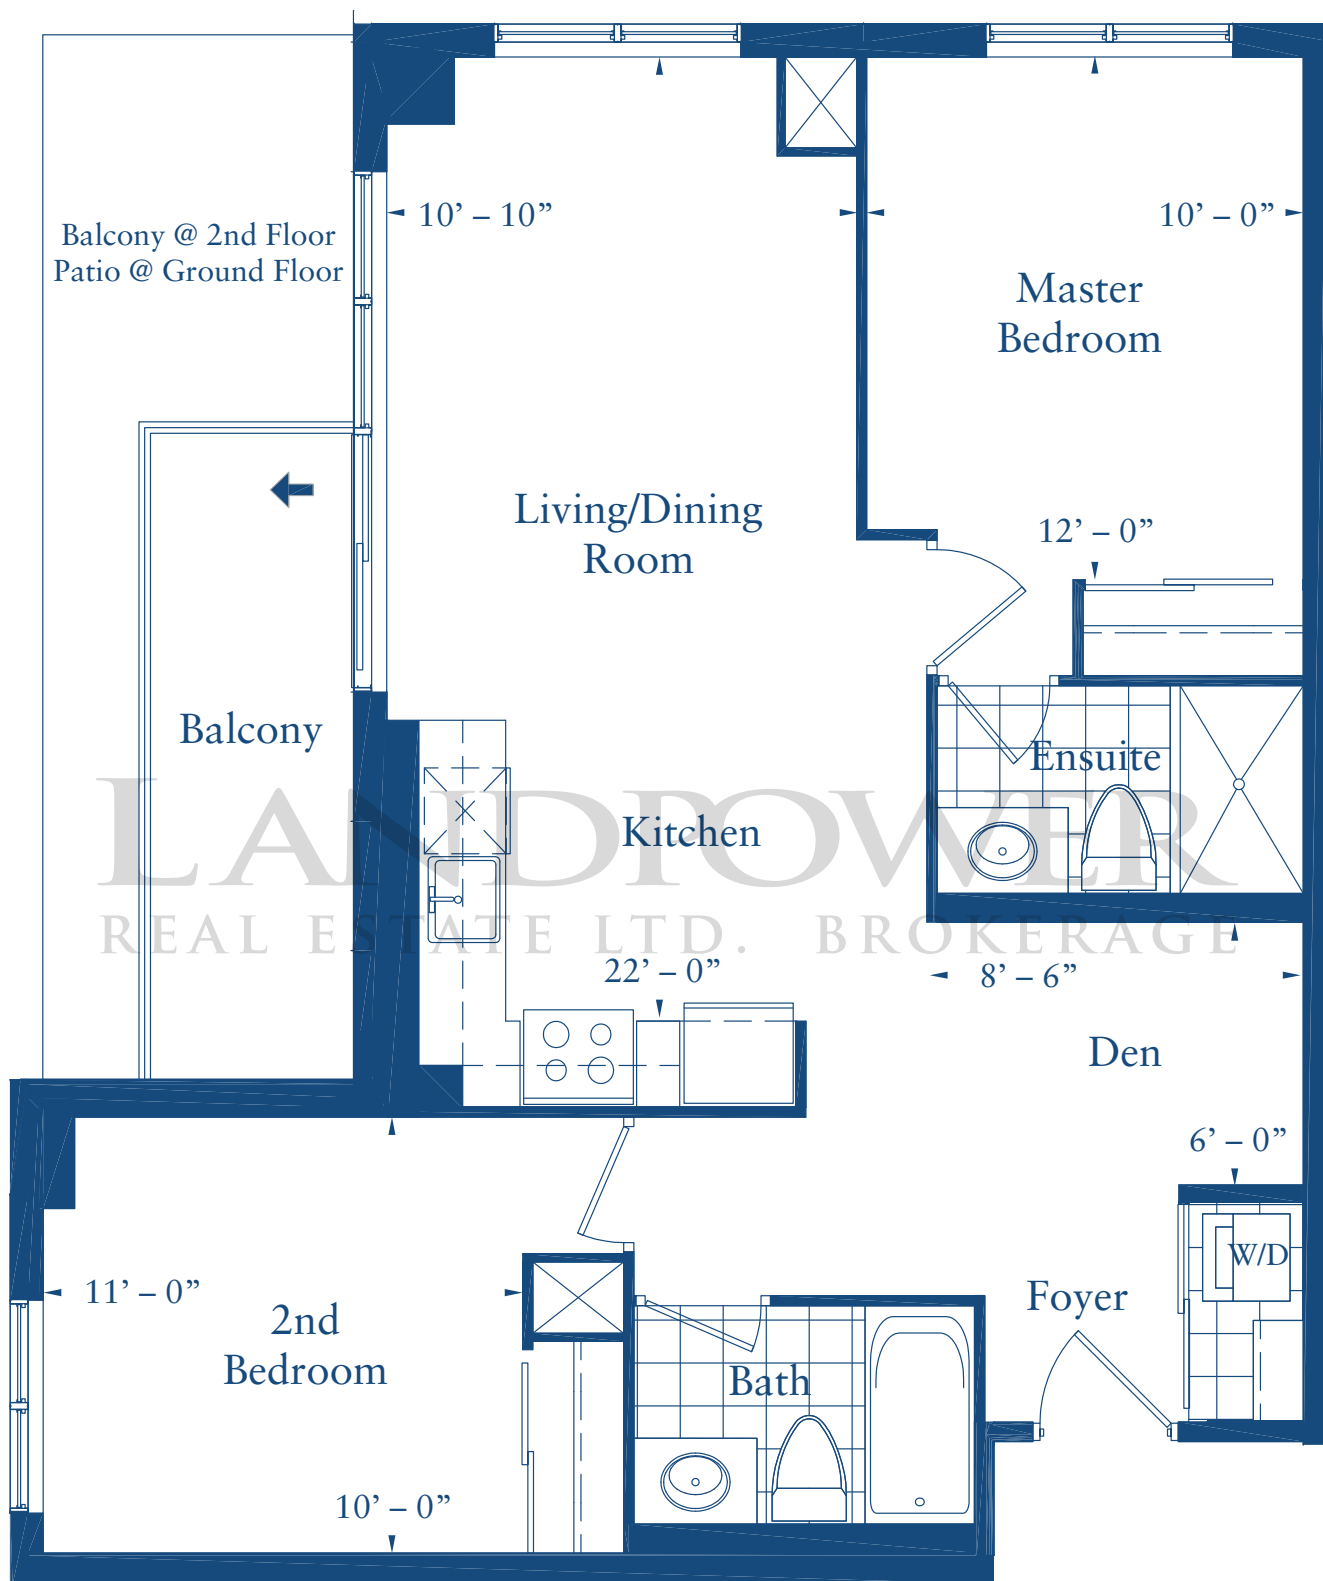 10’ – 10”
10’ – 0”
Balcony @ 2nd Floor
Patio @ Ground Floor
Master
Bedroom
Living/Dining
Room
12’ – 0”
Balcony
Ensuite
Kitchen
LANDPOWER
REAL ESTATE LTD. BROKERAGE
22’ – 0”
8’ – 6”
Den
6’ – 0”
W/D
11’ – 0”
Foyer
2nd
Bedroom
Bath
10’ – 0”